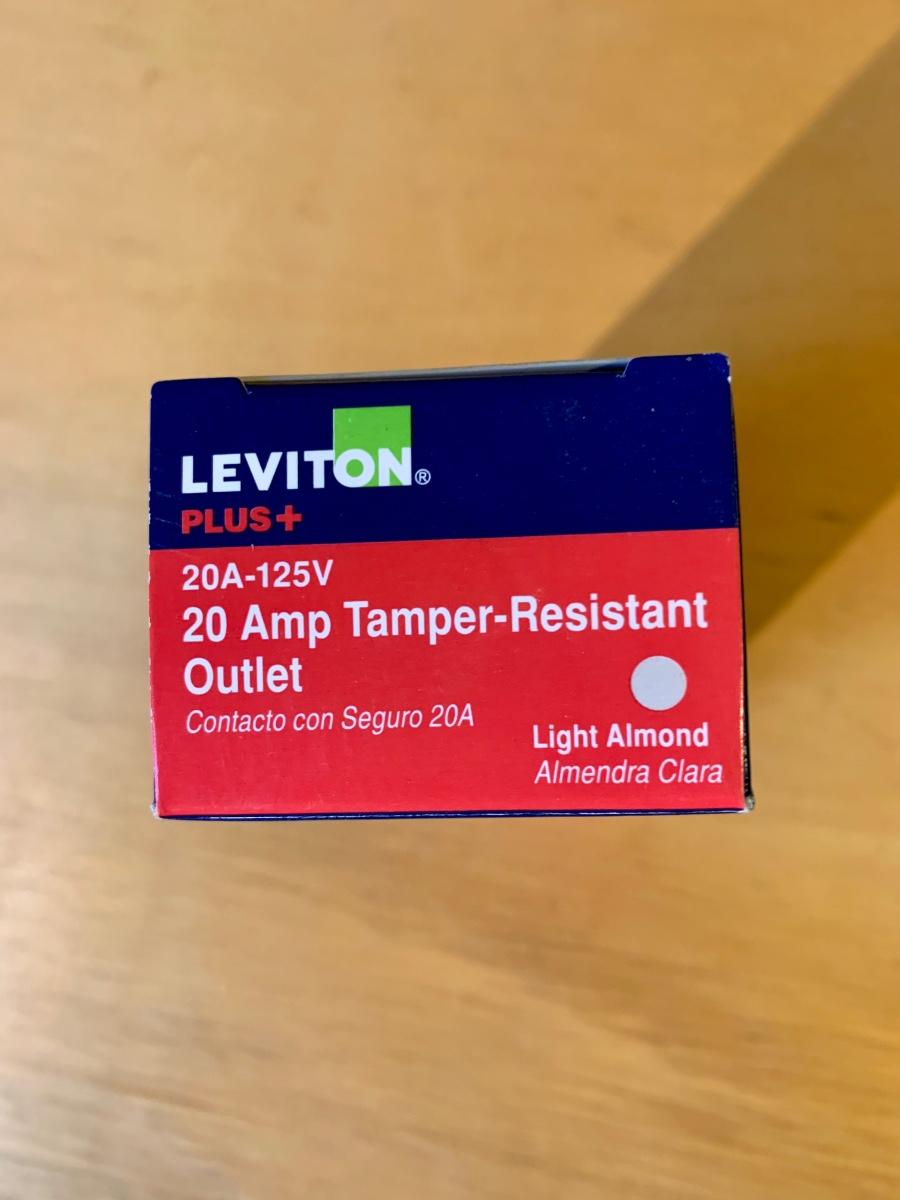 LEVITON®
PLUS+
20A-125V
20 Amp Tamper-Resistant
Outlet
Contacto con Seguro 20A
Light Almond
Almendra Clara